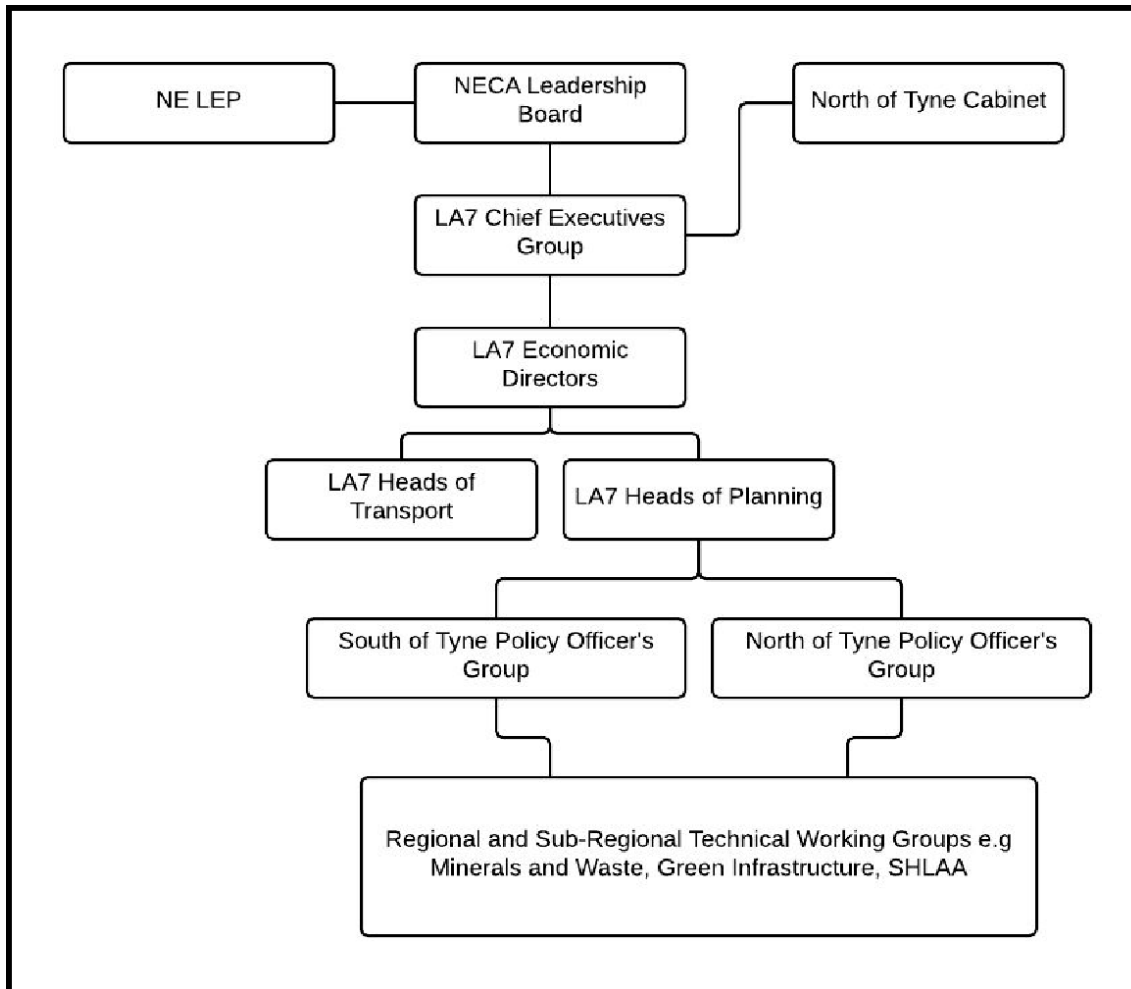 NE LEP
NECA Leadership
Board
North of Tyne Cabinet
LA7 Chief Executives
Group
LA7 Economic
Directors
LA7 Heads of
Transport
LA7 Heads of Planning
South of Tyne Policy Officer's
Group
North of Tyne Policy Officer's
Group
Regional and Sub-Regional Technical Working Groups e.g
Minerals and Waste, Green Infrastructure, SHLAA